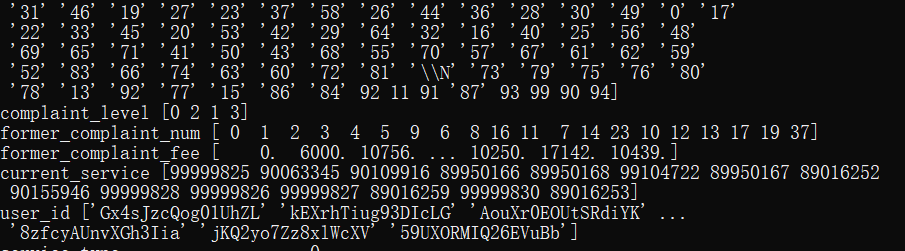 '31' '46' '19' '27' '23' '37' '58' '26' '44' '36' '28' '30' '49' '0' '17'
'22' '33' '45' '20' '53' '42' '29' '64' '32' '16' '40' '25' '56' '48'
'69' '65' '71' '41' '50' '43' '68' '55' '70' '57' '67' '61' '62' '59'
'52' '83' '66' '74' '63' '60' '72' '81' '\\N' '73' '79' '75' '76' '80'
'78' '13' '92' '77' '15' '86' '84' 92 11 91 '87' 93 99 90 94]
complaint_level [0 2 1 3]
former_complaint_num [ 0 1 2 3 4 5 9 6 8 16 11 7 14 23 10 12 13 17 19 37]
former_complaint_fee [ 0. 6000. 10756. ... 10250. 17142. 10439.]
current_service [99999825 90063345 90109916 89950166 89950168 99104722 89950167 89016252
90155946 99999828 99999826 99999827 89016259 99999830 89016253]
user_id ['Gx4sJzcQog01UhZL' 'kEXrhTiug93DIcLG' 'AouXr0EOUtSRdiYK' ...
'8zfcyAUnvXGh3Iia' 'jKQ2yo7Zz8xlWcXV' '59UXORMIQ26EVuBb']